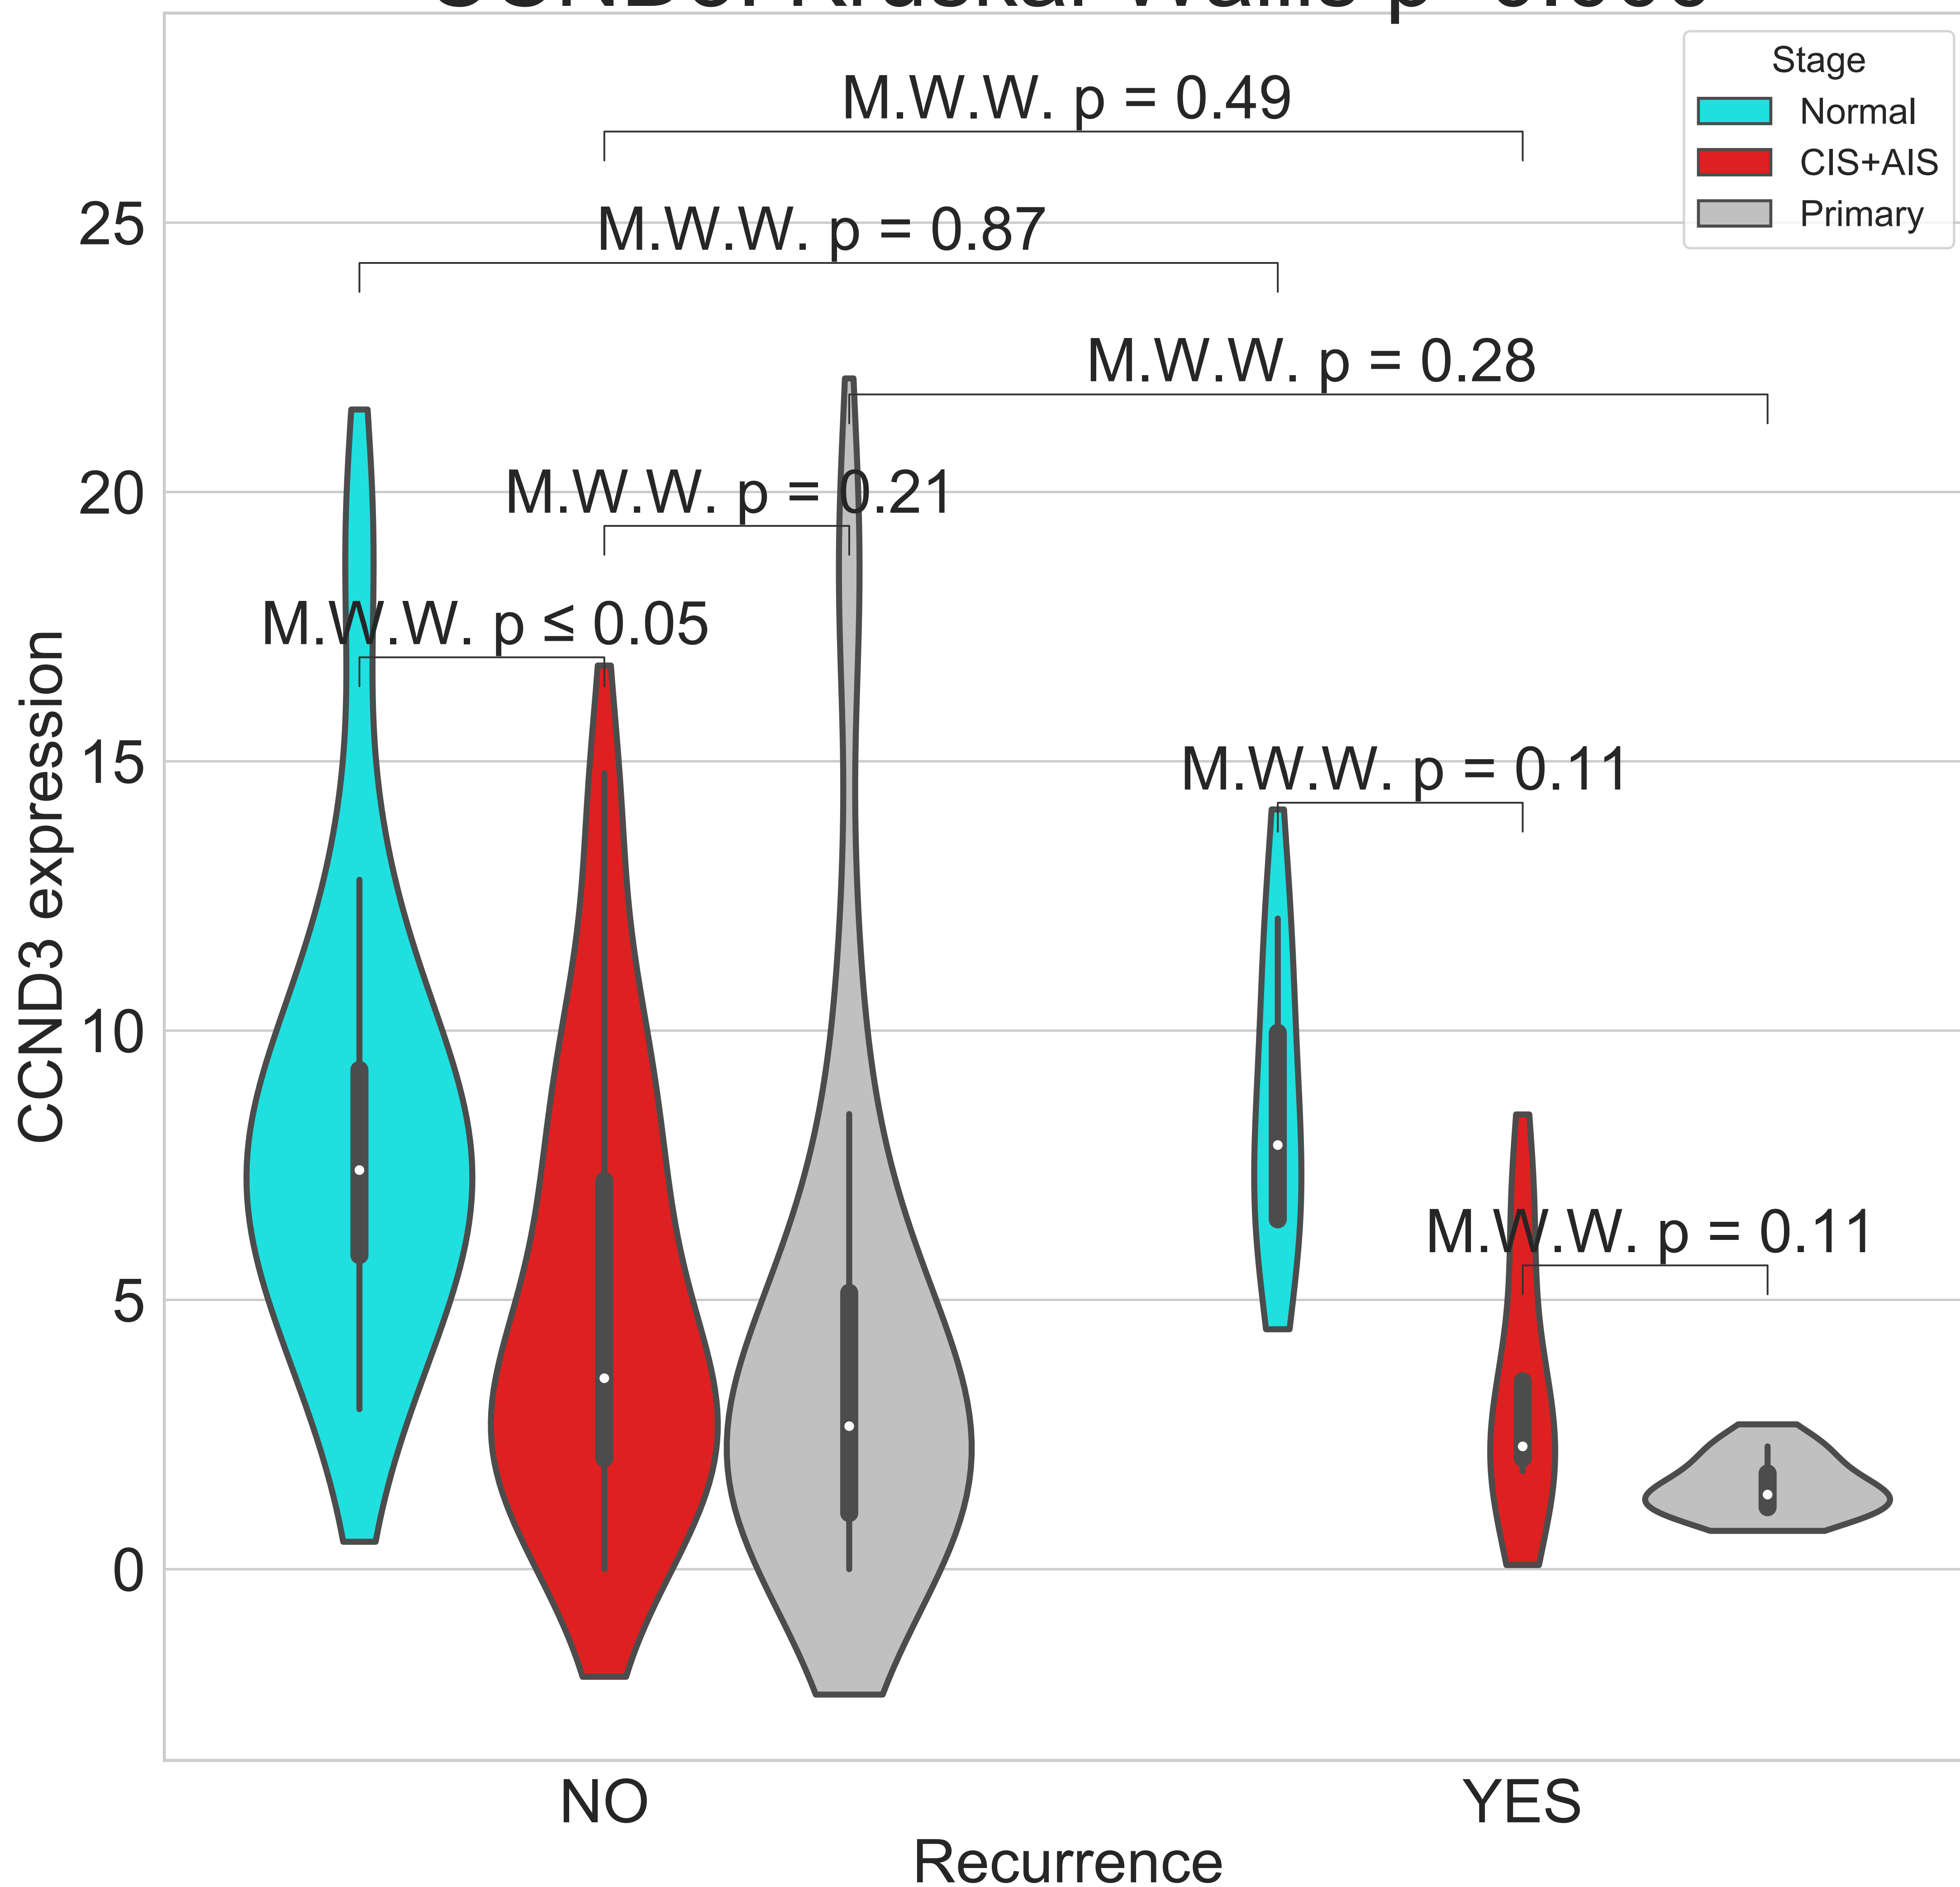 Stage
Normal
CIS+AIS
Primary
M.W.W. p = 0.49
M.W.W. p = 0.87
M.W.W. p = 0.28
M.W.W. p = 0.21
M.W.W. p ≤ 0.05
M.W.W. p = 0.11
M.W.W. p = 0.11
CCND3 expression
25
20
15
10
5
0
NO
YES
Recurrence